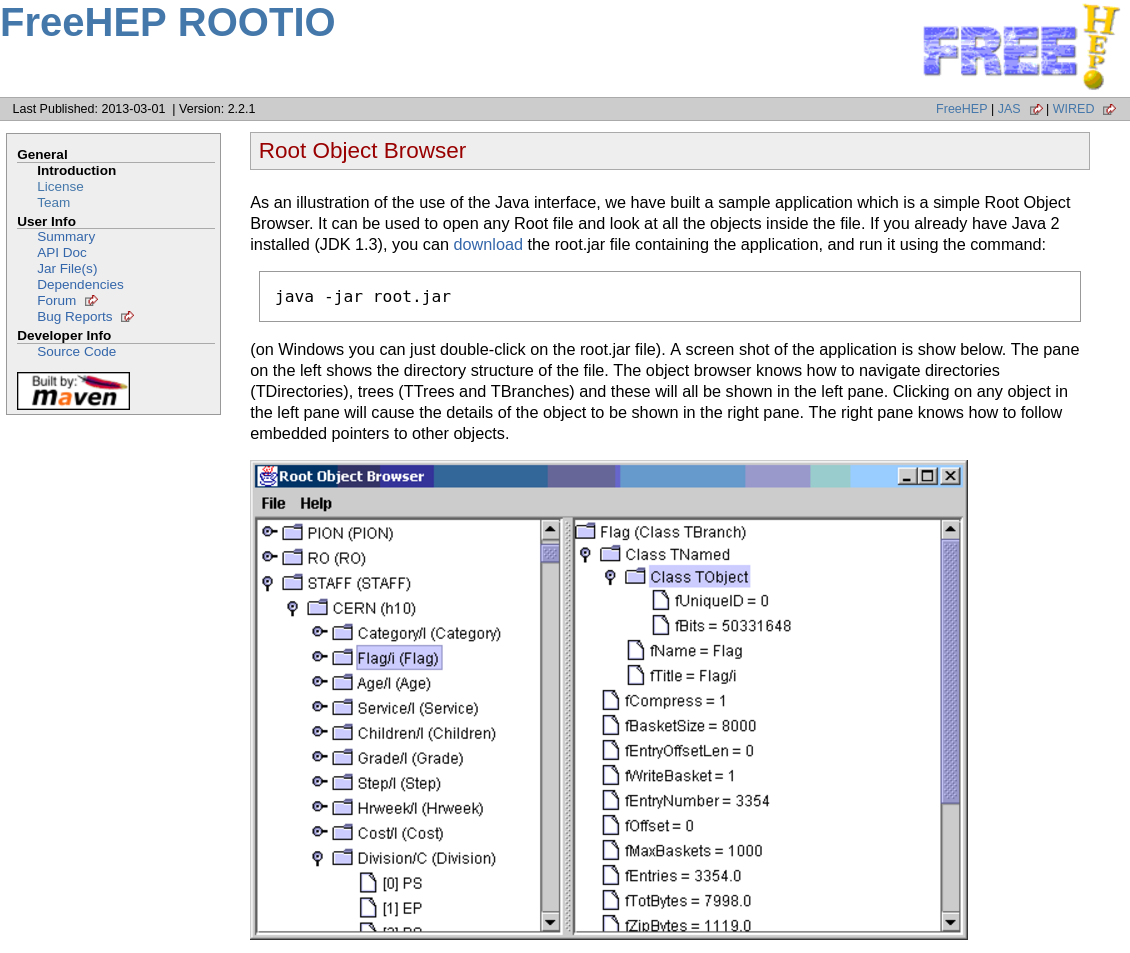 FreeHEP ROOTIO
FREE HEP
Last Published: 2013-03-01 | Version: 2.2.1
FreeHEP | JAS | WIRED
General
Introduction
License
Team
User Info
Summary
API Doc
Jar File(s)
Dependencies
Forum
Bug Reports
Developer Info
Source Code
Built by:
maven
Root Object Browser
As an illustration of the use of the Java interface, we have built a sample application which is a simple Root Object
Browser. It can be used to open any Root file and look at all the objects inside the file. If you already have Java 2
installed (JDK 1.3), you can download the root.jar file containing the application, and run it using the command:
java -jar root.jar
(on Windows you can just double-click on the root.jar file). A screen shot of the application is show below. The pane
on the left shows the directory structure of the file. The object browser knows how to navigate directories
(TDirectories), trees (TTrees and TBranches) and these will all be shown in the left pane. Clicking on any object in
the left pane will cause the details of the object to be shown in the right pane. The right pane knows how to follow
embedded pointers to other objects.
Root Object Browser
File Help
PION (PION)
RO (RO)
STAFF (STAFF)
CERN (h10)
Category/I (Category)
Flag/i (Flag)
Age/I (Age)
Service/I (Service)
Children/I (Children)
Grade/I (Grade)
Step/I (Step)
Hrweek/I (Hrweek)
Cost/I (Cost)
Division/C (Division)
[0] PS
[1] EP
Flag (Class TBranch)
Class TNamed
Class TObject
fUniqueID = 0
fBits = 50331648
fName = Flag
fTitle = Flag/i
fCompress = 1
fBasketSize = 8000
fEntryOffsetLen = 0
fWriteBasket = 1
fEntryNumber = 3354
fOffset = 0
fMaxBaskets = 1000
fEntries = 3354.0
fTotBytes = 7998.0
fZipBytes = 1119.0